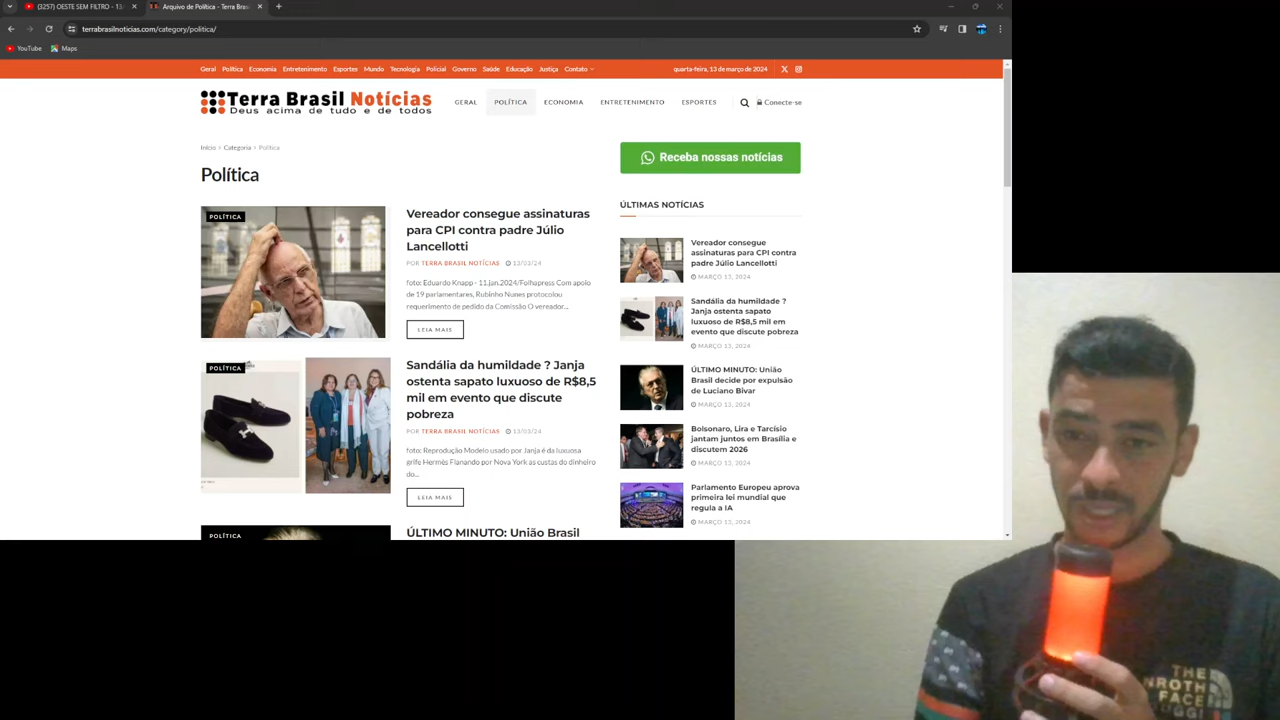 (3257) OESTE SEM FILTRO - 13/
Arquivo de Política - Terra Bras
terrabrasilnoticias.com/category/politica/
YouTube
Maps
Geral Política Economia Entretenimento Esportes Mundo Tecnologia Policial Governo Saúde Educação Justiça Contato
quarta-feira, 13 de março de 2024
Terra Brasil Notícias
Deus acima de tudo e de todos
GERAL POLÍTICA ECONOMIA ENTRETENIMENTO ESPORTES
Conecte-se
Início > Categoria > Política
Política
POLÍTICA
Vereador consegue assinaturas
para CPI contra padre Júlio
Lancellotti
POR TERRA BRASIL NOTÍCIAS 13/03/24
foto: Eduardo Knapp - 11.jan.2024/Folhapress Com apoio
de 19 parlamentares, Rubinho Nunes protocolou
requerimento de pedido da Comissão O vereador...
LEIA MAIS
POLÍTICA
Sandália da humildade ? Janja
ostenta sapato luxuoso de R$8,5
mil em evento que discute
pobreza
POR TERRA BRASIL NOTÍCIAS 13/03/24
foto: Reprodução Modelo usado por Janja é da luxuosa
grife Hermès Flanando por Nova York as custas do dinheiro
do...
LEIA MAIS
POLÍTICA
ÚLTIMO MINUTO: União Brasil
Receba nossas notícias
ÚLTIMAS NOTÍCIAS
Vereador consegue
assinaturas para CPI contra
padre Júlio Lancellotti
MARÇO 13, 2024
Sandália da humildade ?
Janja ostenta sapato
luxuoso de R$8,5 mil em
evento que discute pobreza
MARÇO 13, 2024
ÚLTIMO MINUTO: União
Brasil decide por expulsão
de Luciano Bivar
MARÇO 13, 2024
Bolsonaro, Lira e Tarcísio
jantam juntos em Brasília e
discutem 2026
MARÇO 13, 2024
Parlamento Europeu aprova
primeira lei mundial que
regula a IA
MARÇO 13, 2024
THE
FACE